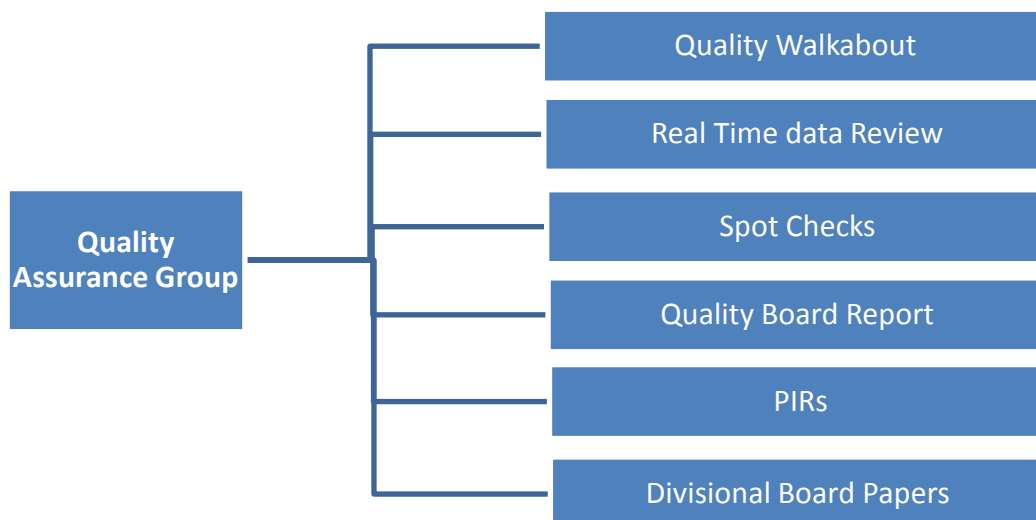 Quality Walkabout
Real Time data Review
Spot Checks
Quality
Assurance Group
Quality Board Report
PIRs
Divisional Board Papers